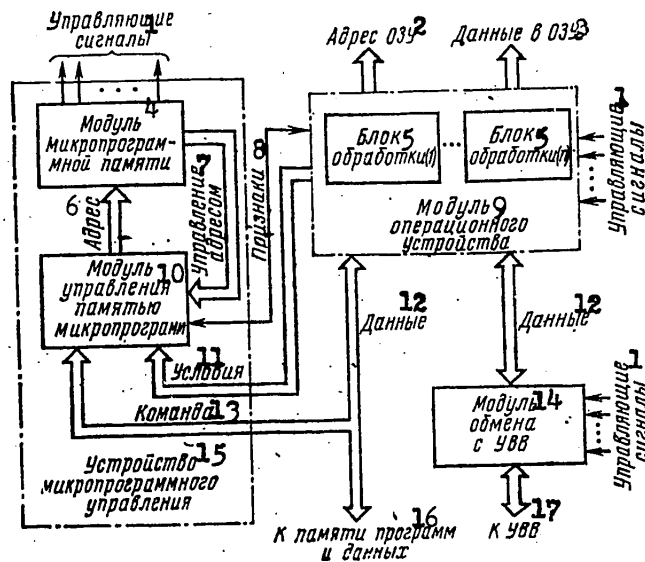 Управляющие
сигналы 1
Адрес ОЗУ 2
Данные в ОЗУ 3
4
Модуль
микропрограм-
мной памяти
6
Адрес
Управление 7
адресом
Признаки 8
Блок 5
обработки(1)
...
Блок 5
обработки(n)
Модуль 9
операционного
устройства
Управляющие 1
сигналы
Модуль
управления 10
памятью
микропрограмм
11
Условия
Команда 13
12
Данные
12
Данные
Устройство 15
микропрограммного
управления
Модуль 14
обмена
с УВВ
Управляющие 1
сигналы
К памяти программ 16
и данных
К УВВ 17